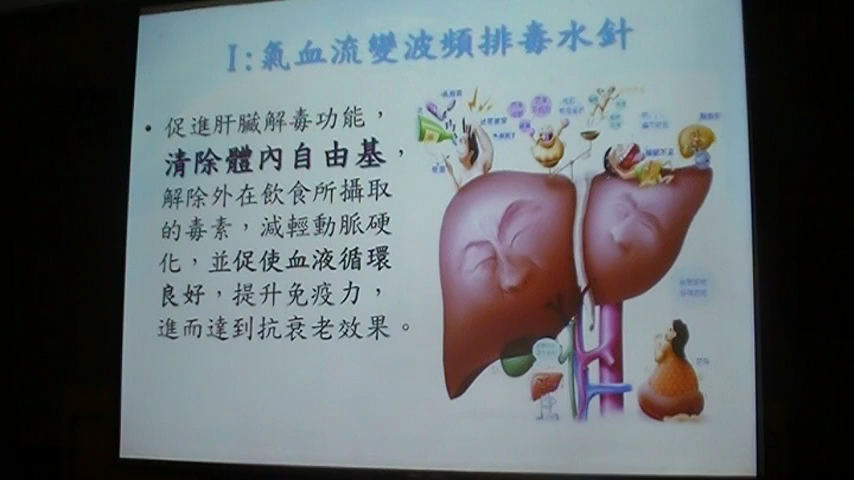 I:氣血流變波頻排毒水針
• 促進肝臟解毒功能，
清除體內自由基，
解除外在飲食所攝取
的毒素，減輕動脈硬
化，並促使血液循環
良好，提升免疫力，
進而達到抗衰老效果。